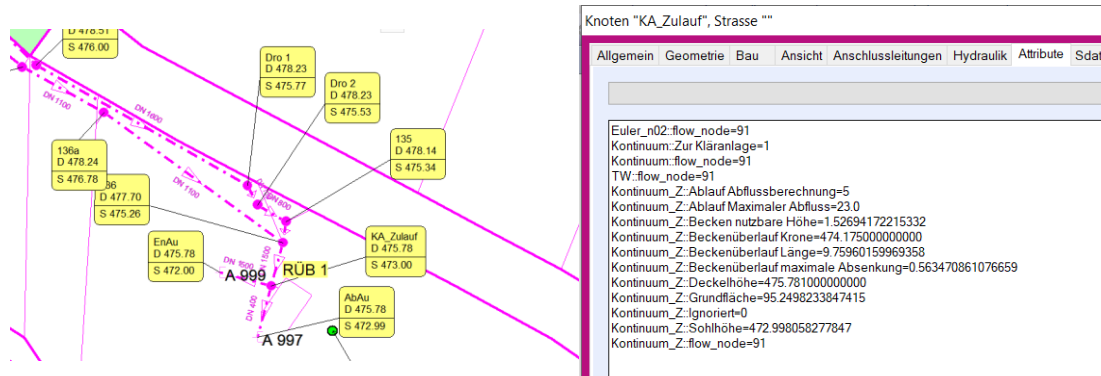 D 478.51
S 476.00
DN 1100
DN 1600
Dro 1
D 478.23
S 475.77
Dro 2
D 478.23
S 475.53
135
D 478.14
S 475.34
136a
D 478.24
S 476.78
DN 1100
DN 800
D 477.70
S 475.26
EnAu
D 475.78
S 472.00
DN 1500
DN 1500
A 999
RÜB 1
KA_Zulauf
D 475.78
S 473.00
DN 400
AbAu
D 475.78
S 472.99
A 997
Knoten "KA_Zulauf", Strasse ""
Allgemein Geometrie Bau Ansicht Anschlussleitungen Hydraulik Attribute Sdat
Euler_n02::flow_node=91
Kontinuum::Zur Kläranlage=1
Kontinuum::flow_node=91
TW::flow_node=91
Kontinuum_Z::Ablauf Abflussberechnung=5
Kontinuum_Z::Ablauf Maximaler Abfluss=23.0
Kontinuum_Z::Becken nutzbare Höhe=1.52694172215332
Kontinuum_Z::Beckenüberlauf Krone=474.175000000000
Kontinuum_Z::Beckenüberlauf Länge=9.75960159969358
Kontinuum_Z::Beckenüberlauf maximale Absenkung=0.563470861076659
Kontinuum_Z::Deckelhöhe=475.781000000000
Kontinuum_Z::Grundfläche=95.2498233847415
Kontinuum_Z::Ignoriert=0
Kontinuum_Z::Sohlhöhe=472.998058277847
Kontinuum_Z::flow_node=91